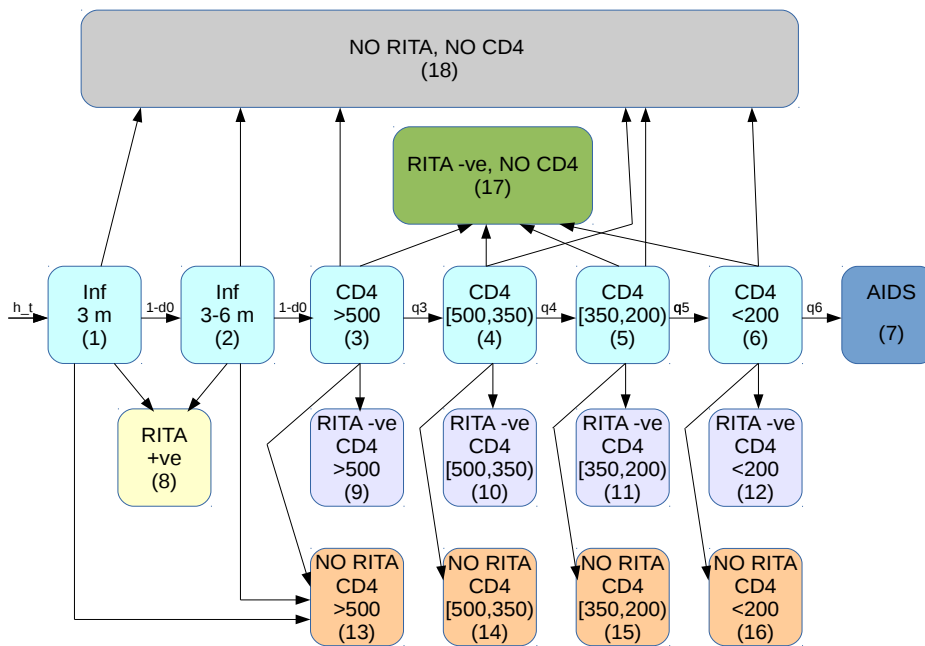 NO RITA, NO CD4
(18)
RITA -ve, NO CD4
(17)
h_t
Inf
3 m
(1)
1-d0
Inf
3-6 m
(2)
1-d0
CD4
>500
(3)
q3
CD4
[500,350)
(4)
q4
CD4
[350,200)
(5)
q5
CD4
<200
(6)
q6
AIDS
(7)
RITA
+ve
(8)
RITA -ve
CD4
>500
(9)
RITA -ve
CD4
[500,350)
(10)
RITA -ve
CD4
[350,200)
(11)
RITA -ve
CD4
<200
(12)
NO RITA
CD4
>500
(13)
NO RITA
CD4
[500,350)
(14)
NO RITA
CD4
[350,200)
(15)
NO RITA
CD4
<200
(16)